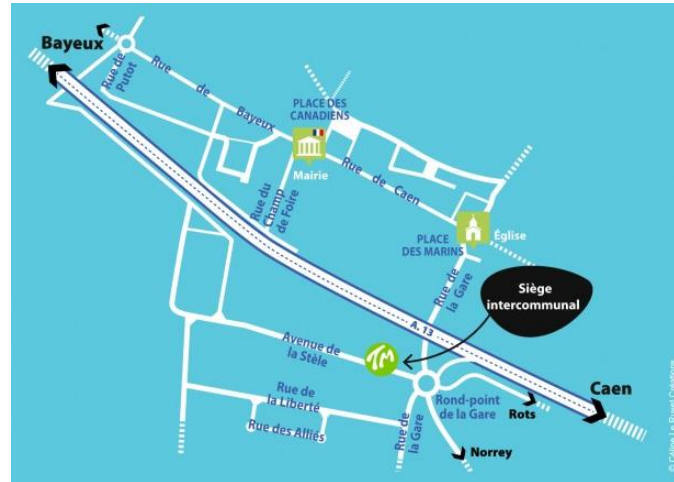 Bayeux
Rue de
Putot
Rue de Bayeux
PLACE DES
CANADIENS
Mairie
Rue de Caen
Rue du
Champ
de Foire
Église
PLACE
DES MARINS
Rue de
la Gare
Siège
intercommunal
A. 13
Avenue de
la Stèle
TM
Caen
Rond-point
de la Gare
Rots
Rue de
la Liberté
Rue des Alliés
Rue de
la Gare
Norrey